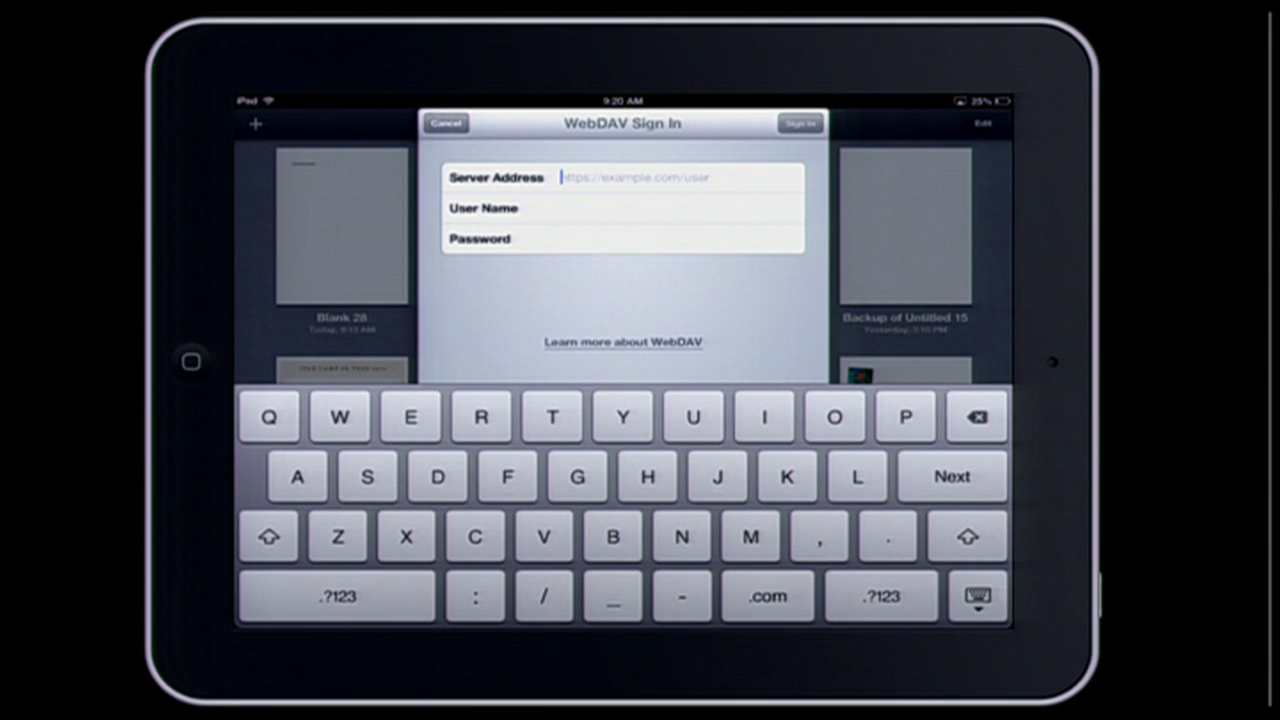 iPad 9:20 AM 25%
Cancel WebDAV Sign In Sign In Edit
Server Address https://example.com/user
User Name
Password
Blank 28
Today, 9:15 AM
Backup of Untitled 15
Yesterday, 3:10 PM
Learn more about WebDAV
Q W E R T Y U I O P
A S D F G H J K L Next
Z X C V B N M , .
.?123 : / _ - .com .?123